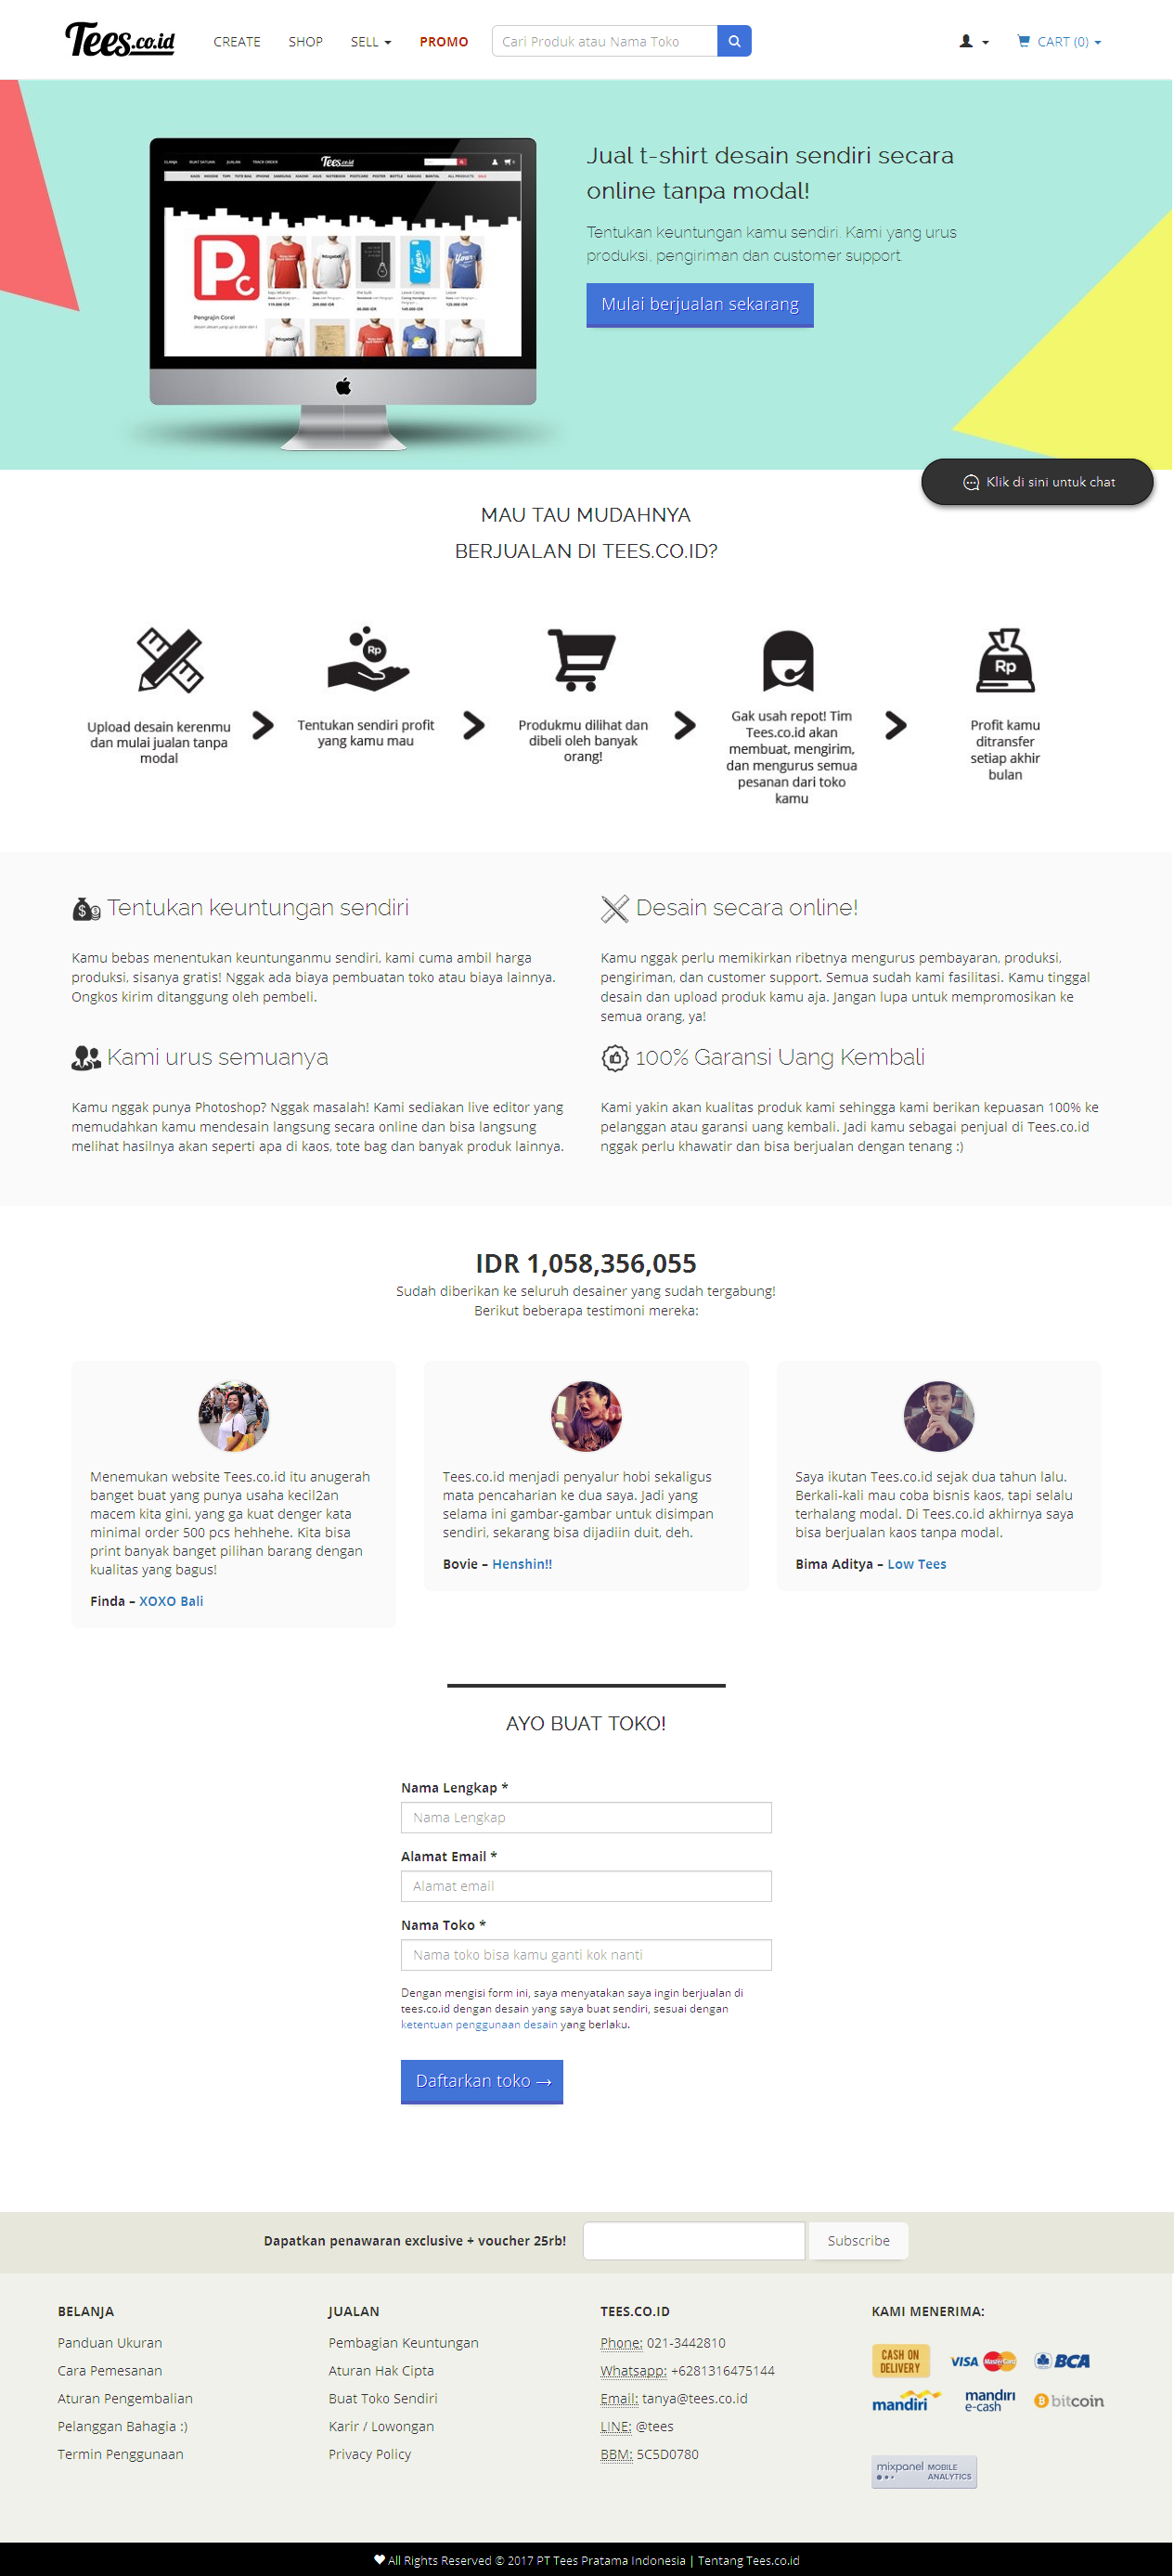 Tees.co.id
CREATE
SHOP
SELL
PROMO
Cari Produk atau Nama Toko
CART (0)
Tees.co.id
Pc
Pengrajin Corel
Jual t-shirt desain sendiri secara
online tanpa modal!
Tentukan keuntungan kamu sendiri. Kami yang urus
produksi, pengiriman dan customer support.
Mulai berjualan sekarang
Klik di sini untuk chat
MAU TAU MUDAHNYA
BERJUALAN DI TEES.CO.ID?
Upload desain kerenmu
dan mulai jualan tanpa
modal
Rp
Tentukan sendiri profit
yang kamu mau
Produkmu dilihat dan
dibeli oleh banyak
orang!
Gak usah repot! Tim
Tees.co.id akan
membuat, mengirim,
dan mengurus semua
pesanan dari toko
kamu
Rp
Profit kamu
ditransfer
setiap akhir
bulan
Tentukan keuntungan sendiri
Kamu bebas menentukan keuntunganmu sendiri, kami cuma ambil harga
produksi, sisanya gratis! Nggak ada biaya pembuatan toko atau biaya lainnya.
Ongkos kirim ditanggung oleh pembeli.
Desain secara online!
Kamu nggak perlu memikirkan ribetnya mengurus pembayaran, produksi,
pengiriman, dan customer support. Semua sudah kami fasilitasi. Kamu tinggal
desain dan upload produk kamu aja. Jangan lupa untuk mempromosikan ke
semua orang, ya!
Kami urus semuanya
Kamu nggak punya Photoshop? Nggak masalah! Kami sediakan live editor yang
memudahkan kamu mendesain langsung secara online dan bisa langsung
melihat hasilnya akan seperti apa di kaos, tote bag dan banyak produk lainnya.
100% Garansi Uang Kembali
Kami yakin akan kualitas produk kami sehingga kami berikan kepuasan 100% ke
pelanggan atau garansi uang kembali. Jadi kamu sebagai penjual di Tees.co.id
nggak perlu khawatir dan bisa berjualan dengan tenang :)
IDR 1,058,356,055
Sudah diberikan ke seluruh desainer yang sudah tergabung!
Berikut beberapa testimoni mereka:
Menemukan website Tees.co.id itu anugerah
banget buat yang punya usaha kecil2an
macem kita gini, yang ga kuat denger kata
minimal order 500 pcs hehhehe. Kita bisa
print banyak banget pilihan barang dengan
kualitas yang bagus!
Finda – XOXO Bali
Tees.co.id menjadi penyalur hobi sekaligus
mata pencaharian ke dua saya. Jadi yang
selama ini gambar-gambar untuk disimpan
sendiri, sekarang bisa dijadiin duit, deh.
Bovie – Henshin!!
Saya ikutan Tees.co.id sejak dua tahun lalu.
Berkali-kali mau coba bisnis kaos, tapi selalu
terhalang modal. Di Tees.co.id akhirnya saya
bisa berjualan kaos tanpa modal.
Bima Aditya – Low Tees
AYO BUAT TOKO!
Nama Lengkap *
Nama Lengkap
Alamat Email *
Alamat email
Nama Toko *
Nama toko bisa kamu ganti kok nanti
Dengan mengisi form ini, saya menyatakan saya ingin berjualan di
tees.co.id dengan desain yang saya buat sendiri, sesuai dengan
ketentuan penggunaan desain yang berlaku.
Daftarkan toko →
Dapatkan penawaran exclusive + voucher 25rb!
Subscribe
BELANJA
Panduan Ukuran
Cara Pemesanan
Aturan Pengembalian
Pelanggan Bahagia :)
Termin Penggunaan
JUALAN
Pembagian Keuntungan
Aturan Hak Cipta
Buat Toko Sendiri
Karir / Lowongan
Privacy Policy
TEES.CO.ID
Phone: 021-3442810
Whatsapp: +6281316475144
Email: tanya@tees.co.id
LINE: @tees
BBM: 5C5D0780
KAMI MENERIMA:
CASH ON
DELIVERY
VISA
MasterCard
BCA
mandiri
mandiri
e-cash
bitcoin
mixpanel MOBILE
ANALYTICS
All Rights Reserved © 2017 PT Tees Pratama Indonesia | Tentang Tees.co.id